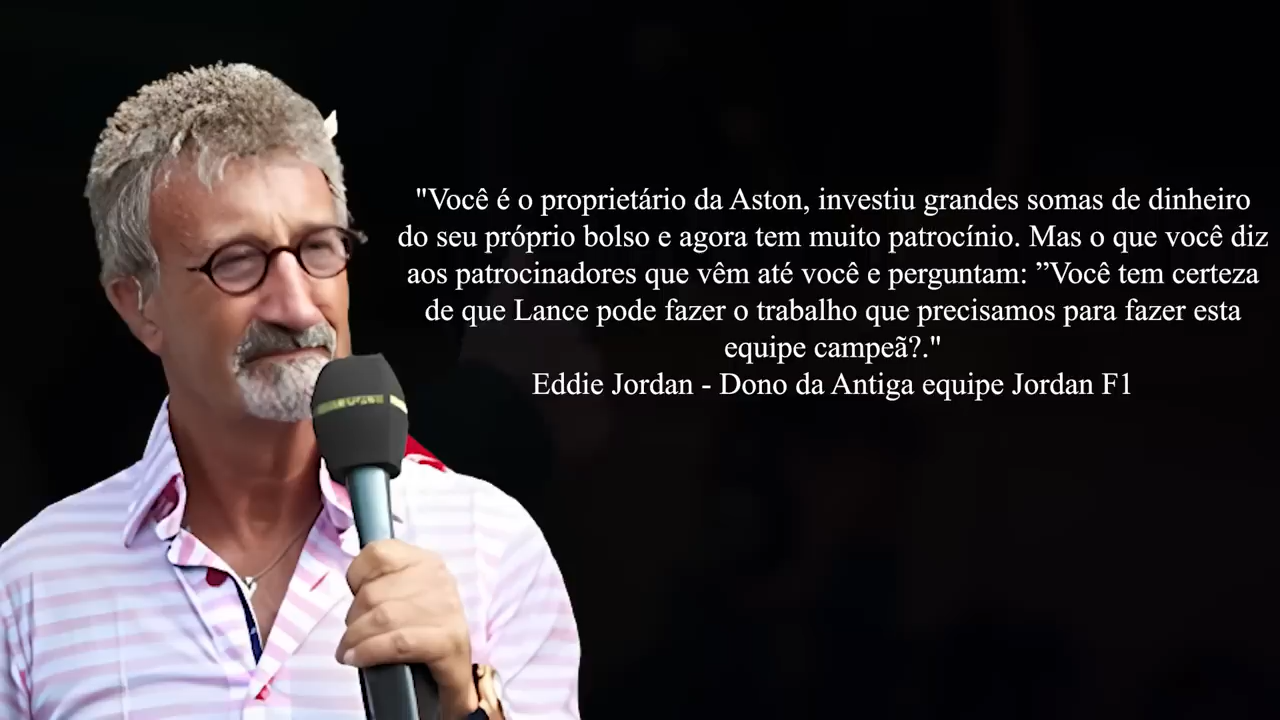 "Você é o proprietário da Aston, investiu grandes somas de dinheiro
do seu próprio bolso e agora tem muito patrocínio. Mas o que você diz
aos patrocinadores que vêm até você e perguntam: ”Você tem certeza
de que Lance pode fazer o trabalho que precisamos para fazer esta
equipe campeã?."
Eddie Jordan - Dono da Antiga equipe Jordan F1